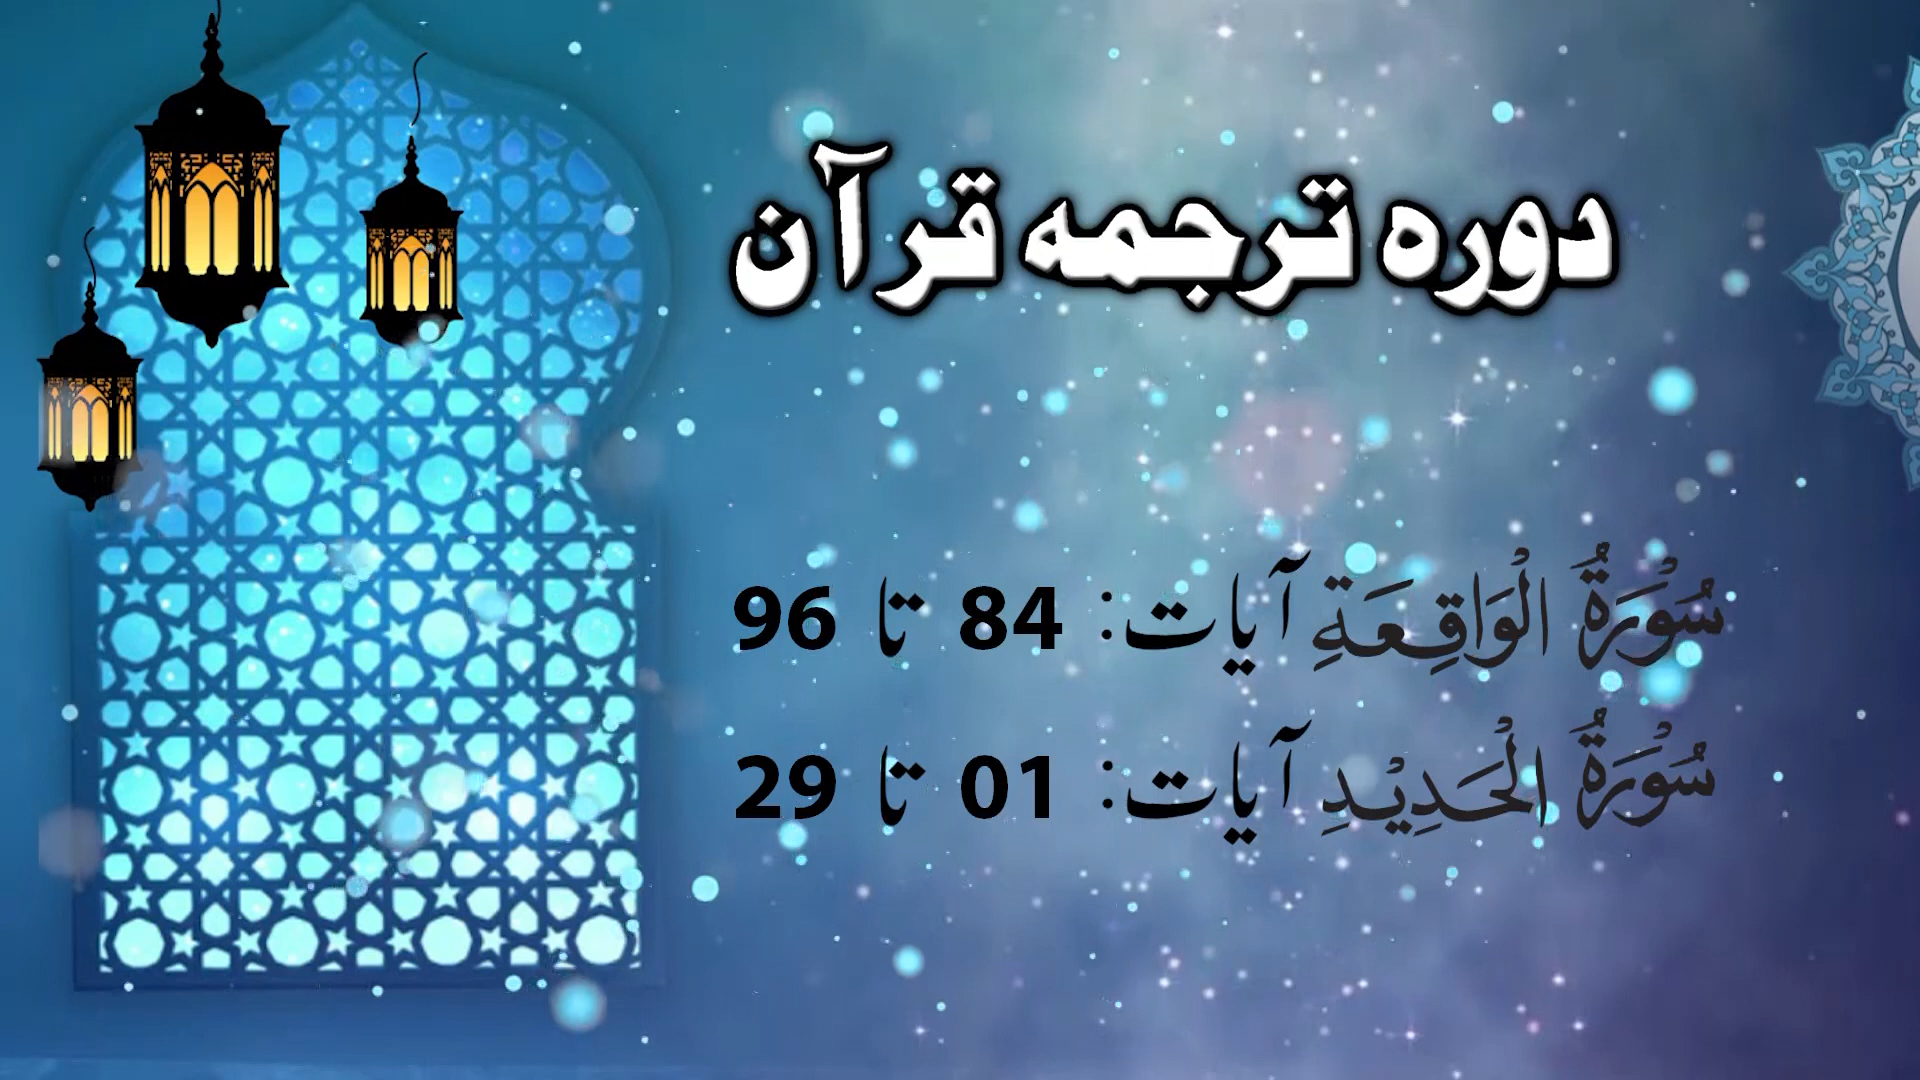 دورہ ترجمہ قرآن
سُوْرَةُ الْوَاقِعَةِ آیات: 84 تا 96
سُوْرَةُ الْحَدِيْدِ آیات: 01 تا 29